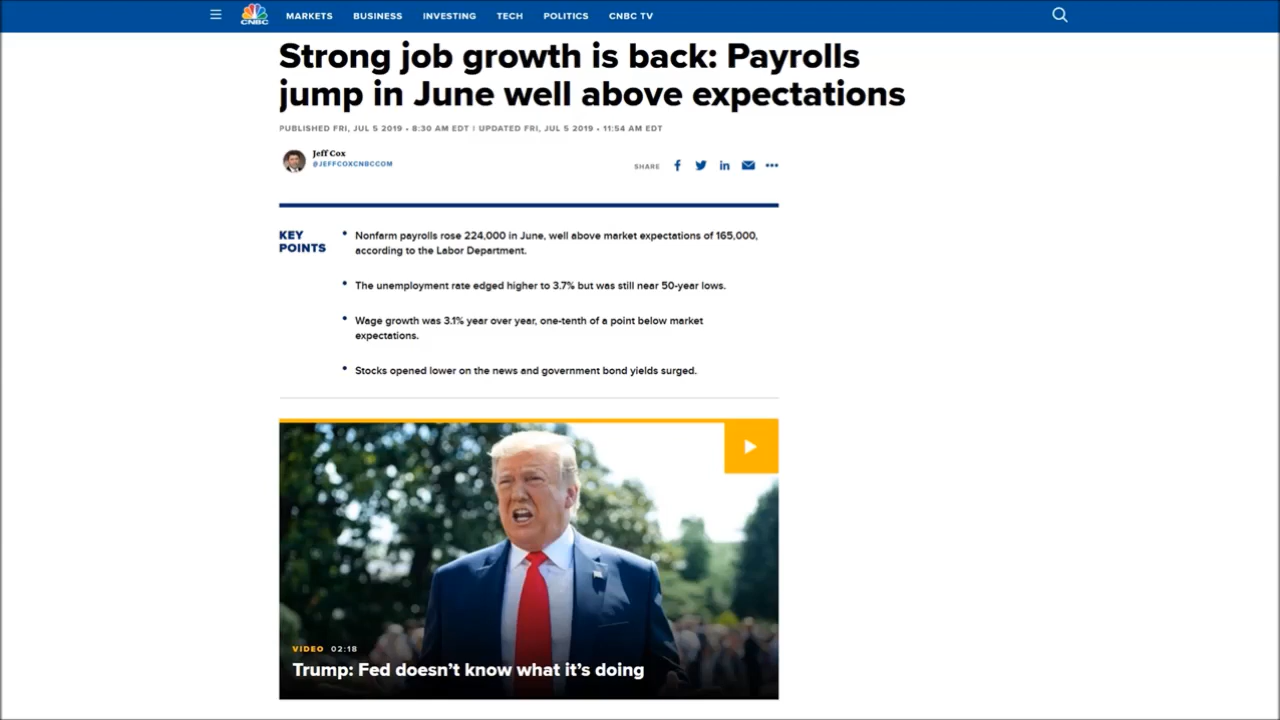 CNBC
MARKETS BUSINESS INVESTING TECH POLITICS CNBC TV
Strong job growth is back: Payrolls
jump in June well above expectations
PUBLISHED FRI, JUL 5 2019 • 8:30 AM EDT | UPDATED FRI, JUL 5 2019 • 11:54 AM EDT
Jeff Cox
@JEFFCOXCNBCCOM
SHARE
KEY
POINTS
• Nonfarm payrolls rose 224,000 in June, well above market expectations of 165,000,
according to the Labor Department.
• The unemployment rate edged higher to 3.7% but was still near 50-year lows.
• Wage growth was 3.1% year over year, one-tenth of a point below market
expectations.
• Stocks opened lower on the news and government bond yields surged.
VIDEO 02:18
Trump: Fed doesn't know what it's doing